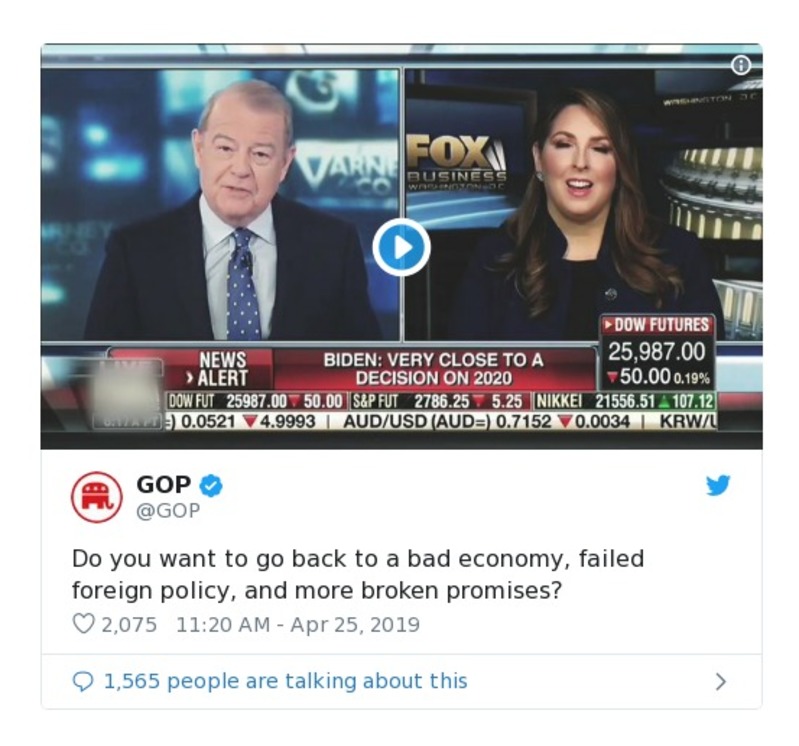 WASHINGTON D.C.
VARNE
CO.
FOX
BUSINESS
WASHINGTON D.C.
DOW FUTURES
25,987.00
▼50.00 0.19%
NEWS
› ALERT
BIDEN: VERY CLOSE TO A
DECISION ON 2020
DOW FUT 25987.00 ▼ 50.00 S&P FUT 2786.25 ▼ 5.25 NIKKEI 21556.51 ▲ 107.12
=) 0.0521 ▼4.9993 | AUD/USD (AUD=) 0.7152 ▼0.0034 | KRW/U
GOP
@GOP
Do you want to go back to a bad economy, failed
foreign policy, and more broken promises?
2,075 11:20 AM - Apr 25, 2019
1,565 people are talking about this